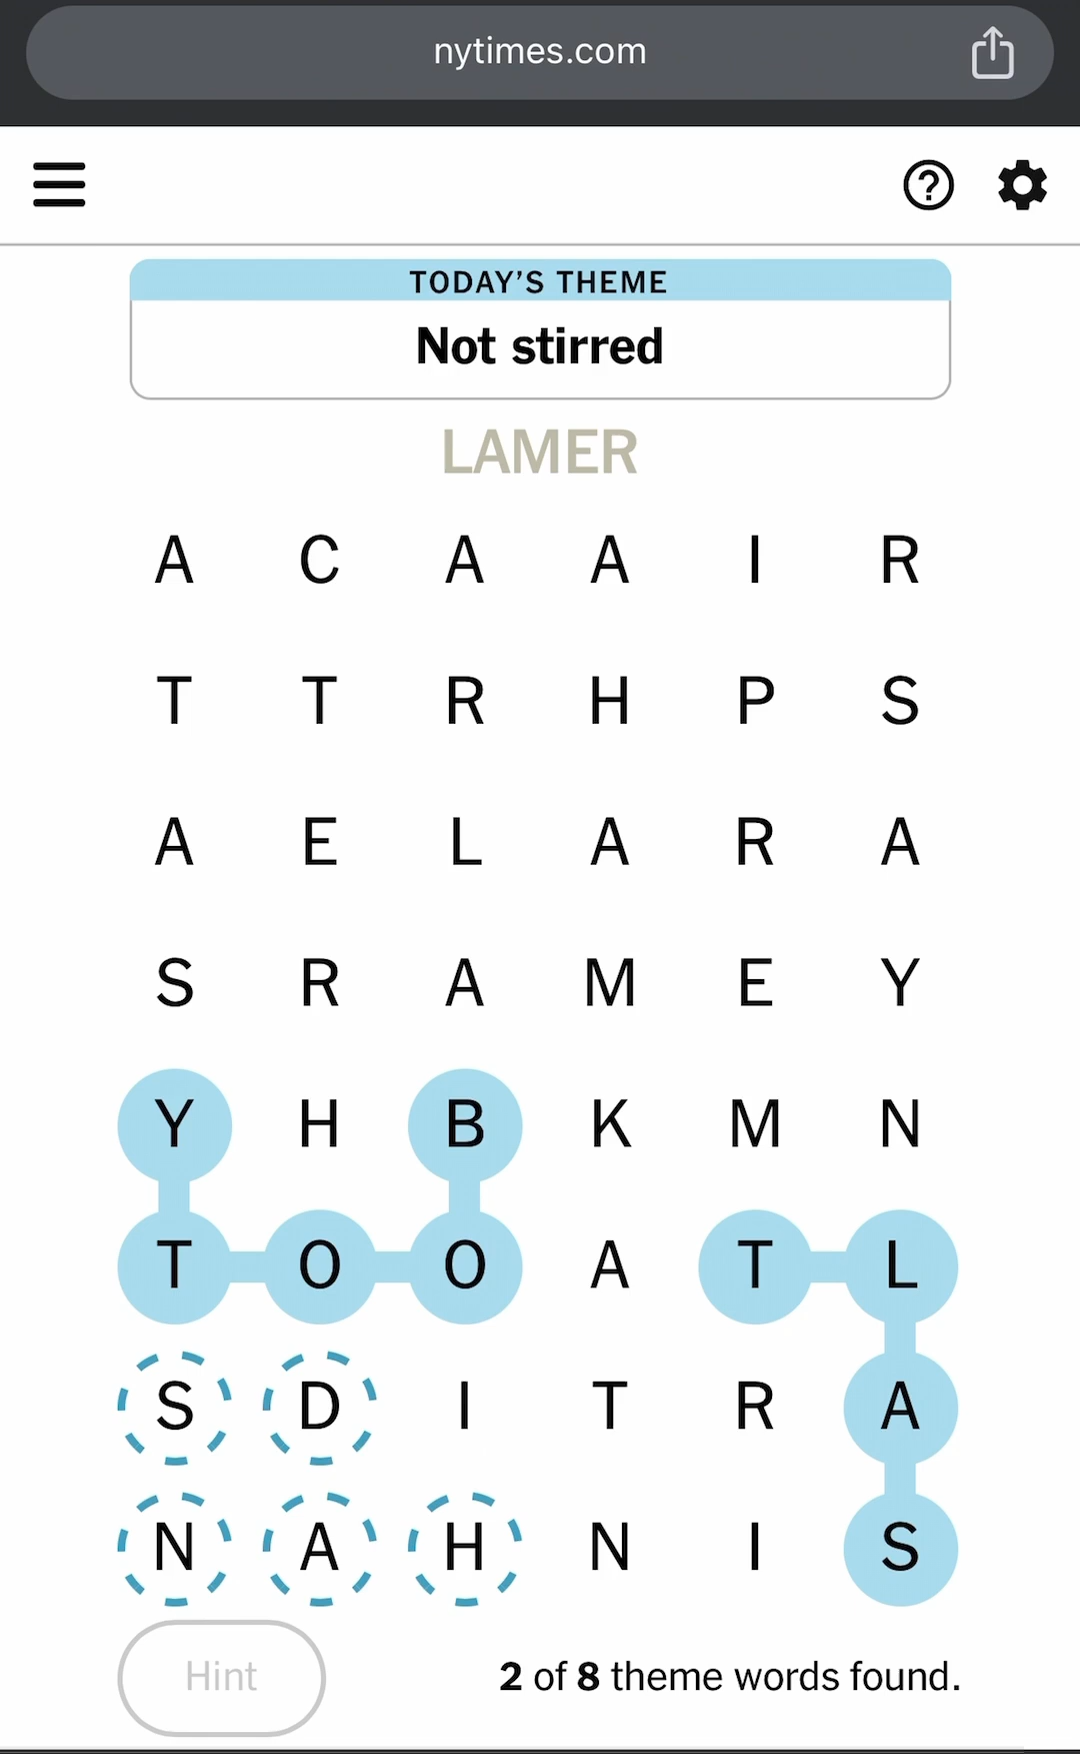 nytimes.com
?
TODAY'S THEME
Not stirred
LAMER
A C A A I R
T T R H P S
A E L A R A
S R A M E Y
Y H B K M N
T O O A T L
S D I T R A
N A H N I S
Hint
2 of 8 theme words found.